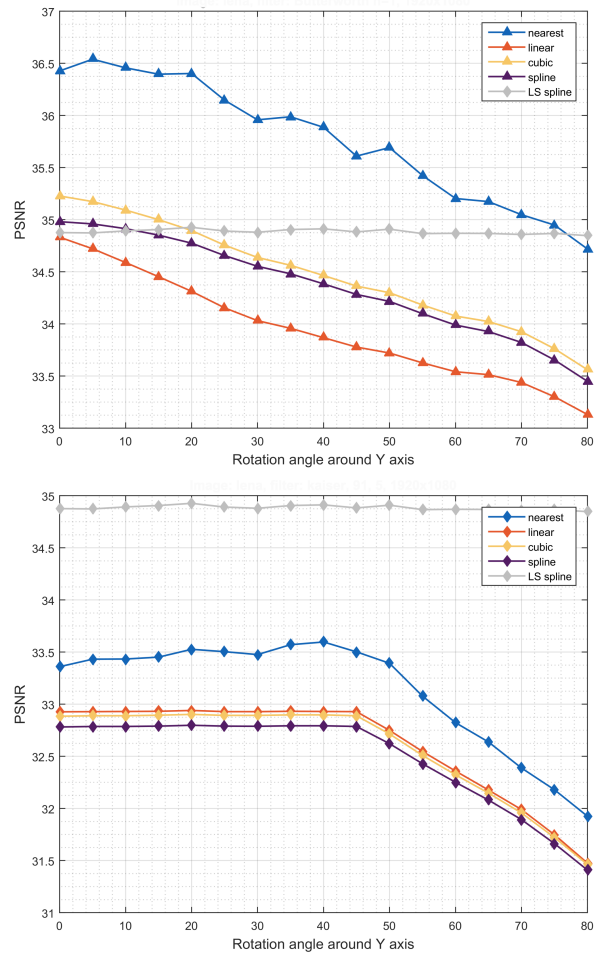 37
36.5
36
35.5
35
34.5
34
33.5
33
PSNR
nearest
linear
cubic
spline
LS spline
0 10 20 30 40 50 60 70 80
Rotation angle around Y axis
35
34.5
34
33.5
33
32.5
32
31.5
31
PSNR
nearest
linear
cubic
spline
LS spline
0 10 20 30 40 50 60 70 80
Rotation angle around Y axis